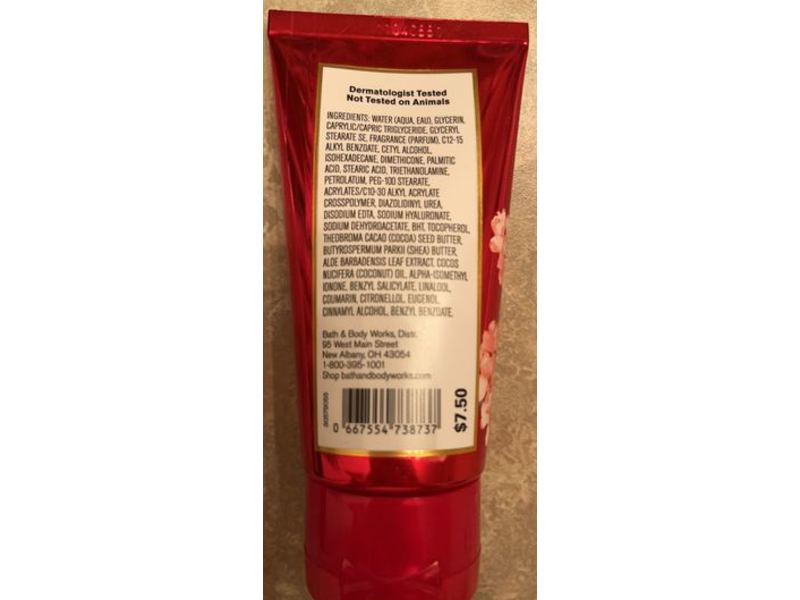 Dermatologist Tested
Not Tested on Animals
INGREDIENTS: WATER (AQUA, EAU), GLYCERIN,
CAPRYLIC/CAPRIC TRIGLYCERIDE, GLYCERYL
STEARATE SE, FRAGRANCE (PARFUM), C12-15
ALKYL BENZOATE, CETYL ALCOHOL,
ISOHEXADECANE, DIMETHICONE, PALMITIC
ACID, STEARIC ACID, TRIETHANOLAMINE,
PETROLATUM, PEG-100 STEARATE,
ACRYLATES/C10-30 ALKYL ACRYLATE
CROSSPOLYMER, DIAZOLIDINYL UREA,
DISODIUM EDTA, SODIUM HYALURONATE,
SODIUM DEHYDROACETATE, BHT, TOCOPHEROL,
THEOBROMA CACAO (COCOA) SEED BUTTER,
BUTYROSPERMUM PARKII (SHEA) BUTTER,
ALOE BARBADENSIS LEAF EXTRACT, COCOS
NUCIFERA (COCONUT) OIL, ALPHA-ISOMETHYL
IONONE, BENZYL SALICYLATE, LINALOOL,
COUMARIN, CITRONELLOL, EUGENOL,
CINNAMYL ALCOHOL, BENZYL BENZOATE.
Bath & Body Works, Distr.
95 West Main Street
New Albany, OH 43054
1-800-395-1001
Shop bathandbodyworks.com
$7.50
0 667554 738737